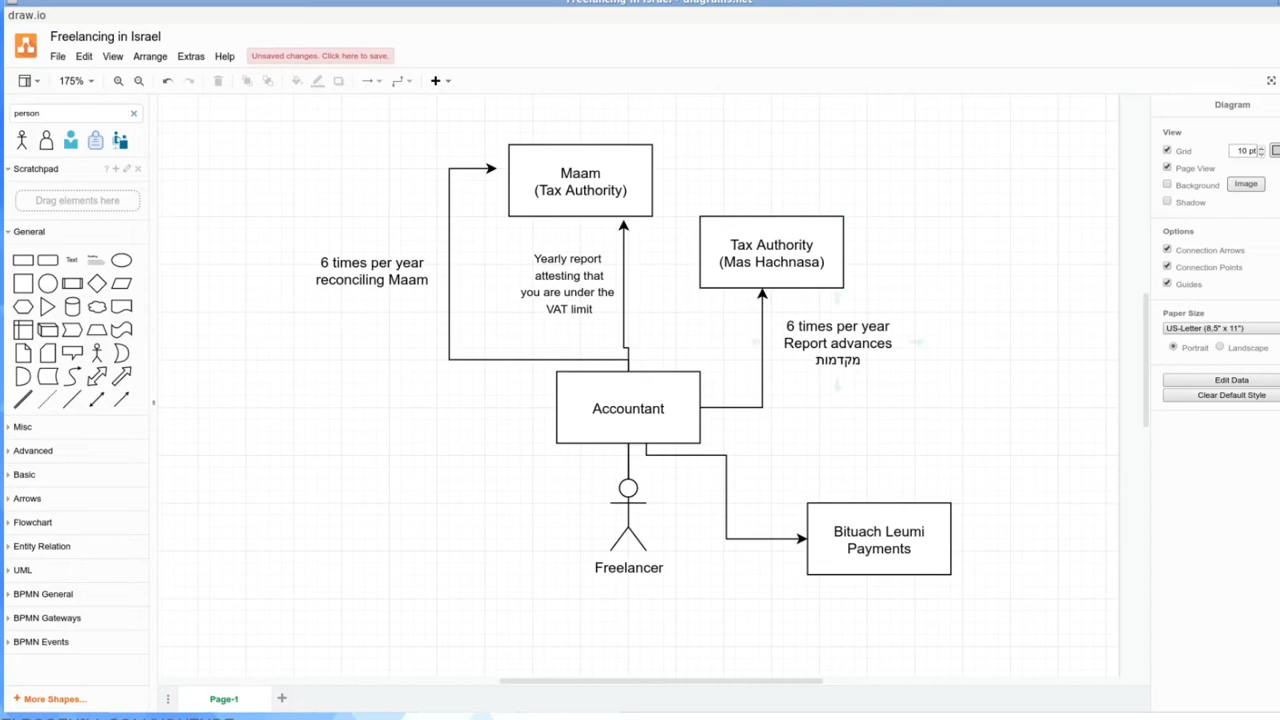 draw.io
Freelancing in Israel
File Edit View Arrange Extras Help
Unsaved changes. Click here to save.
175%
person
Scratchpad
Drag elements here
General
Text
Misc
Advanced
Basic
Arrows
Flowchart
Entity Relation
UML
BPMN General
BPMN Gateways
BPMN Events
+ More Shapes...
Maam
(Tax Authority)
6 times per year
reconciling Maam
Yearly report
attesting that
you are under the
VAT limit
Tax Authority
(Mas Hachnasa)
6 times per year
Report advances
מקדמות
Accountant
Freelancer
Bituach Leumi
Payments
Page-1
Diagram
View
Grid 10 pt
Page View
Background Image
Shadow
Options
Connection Arrows
Connection Points
Guides
Paper Size
US-Letter (8,5" x 11")
Portrait Landscape
Edit Data
Clear Default Style